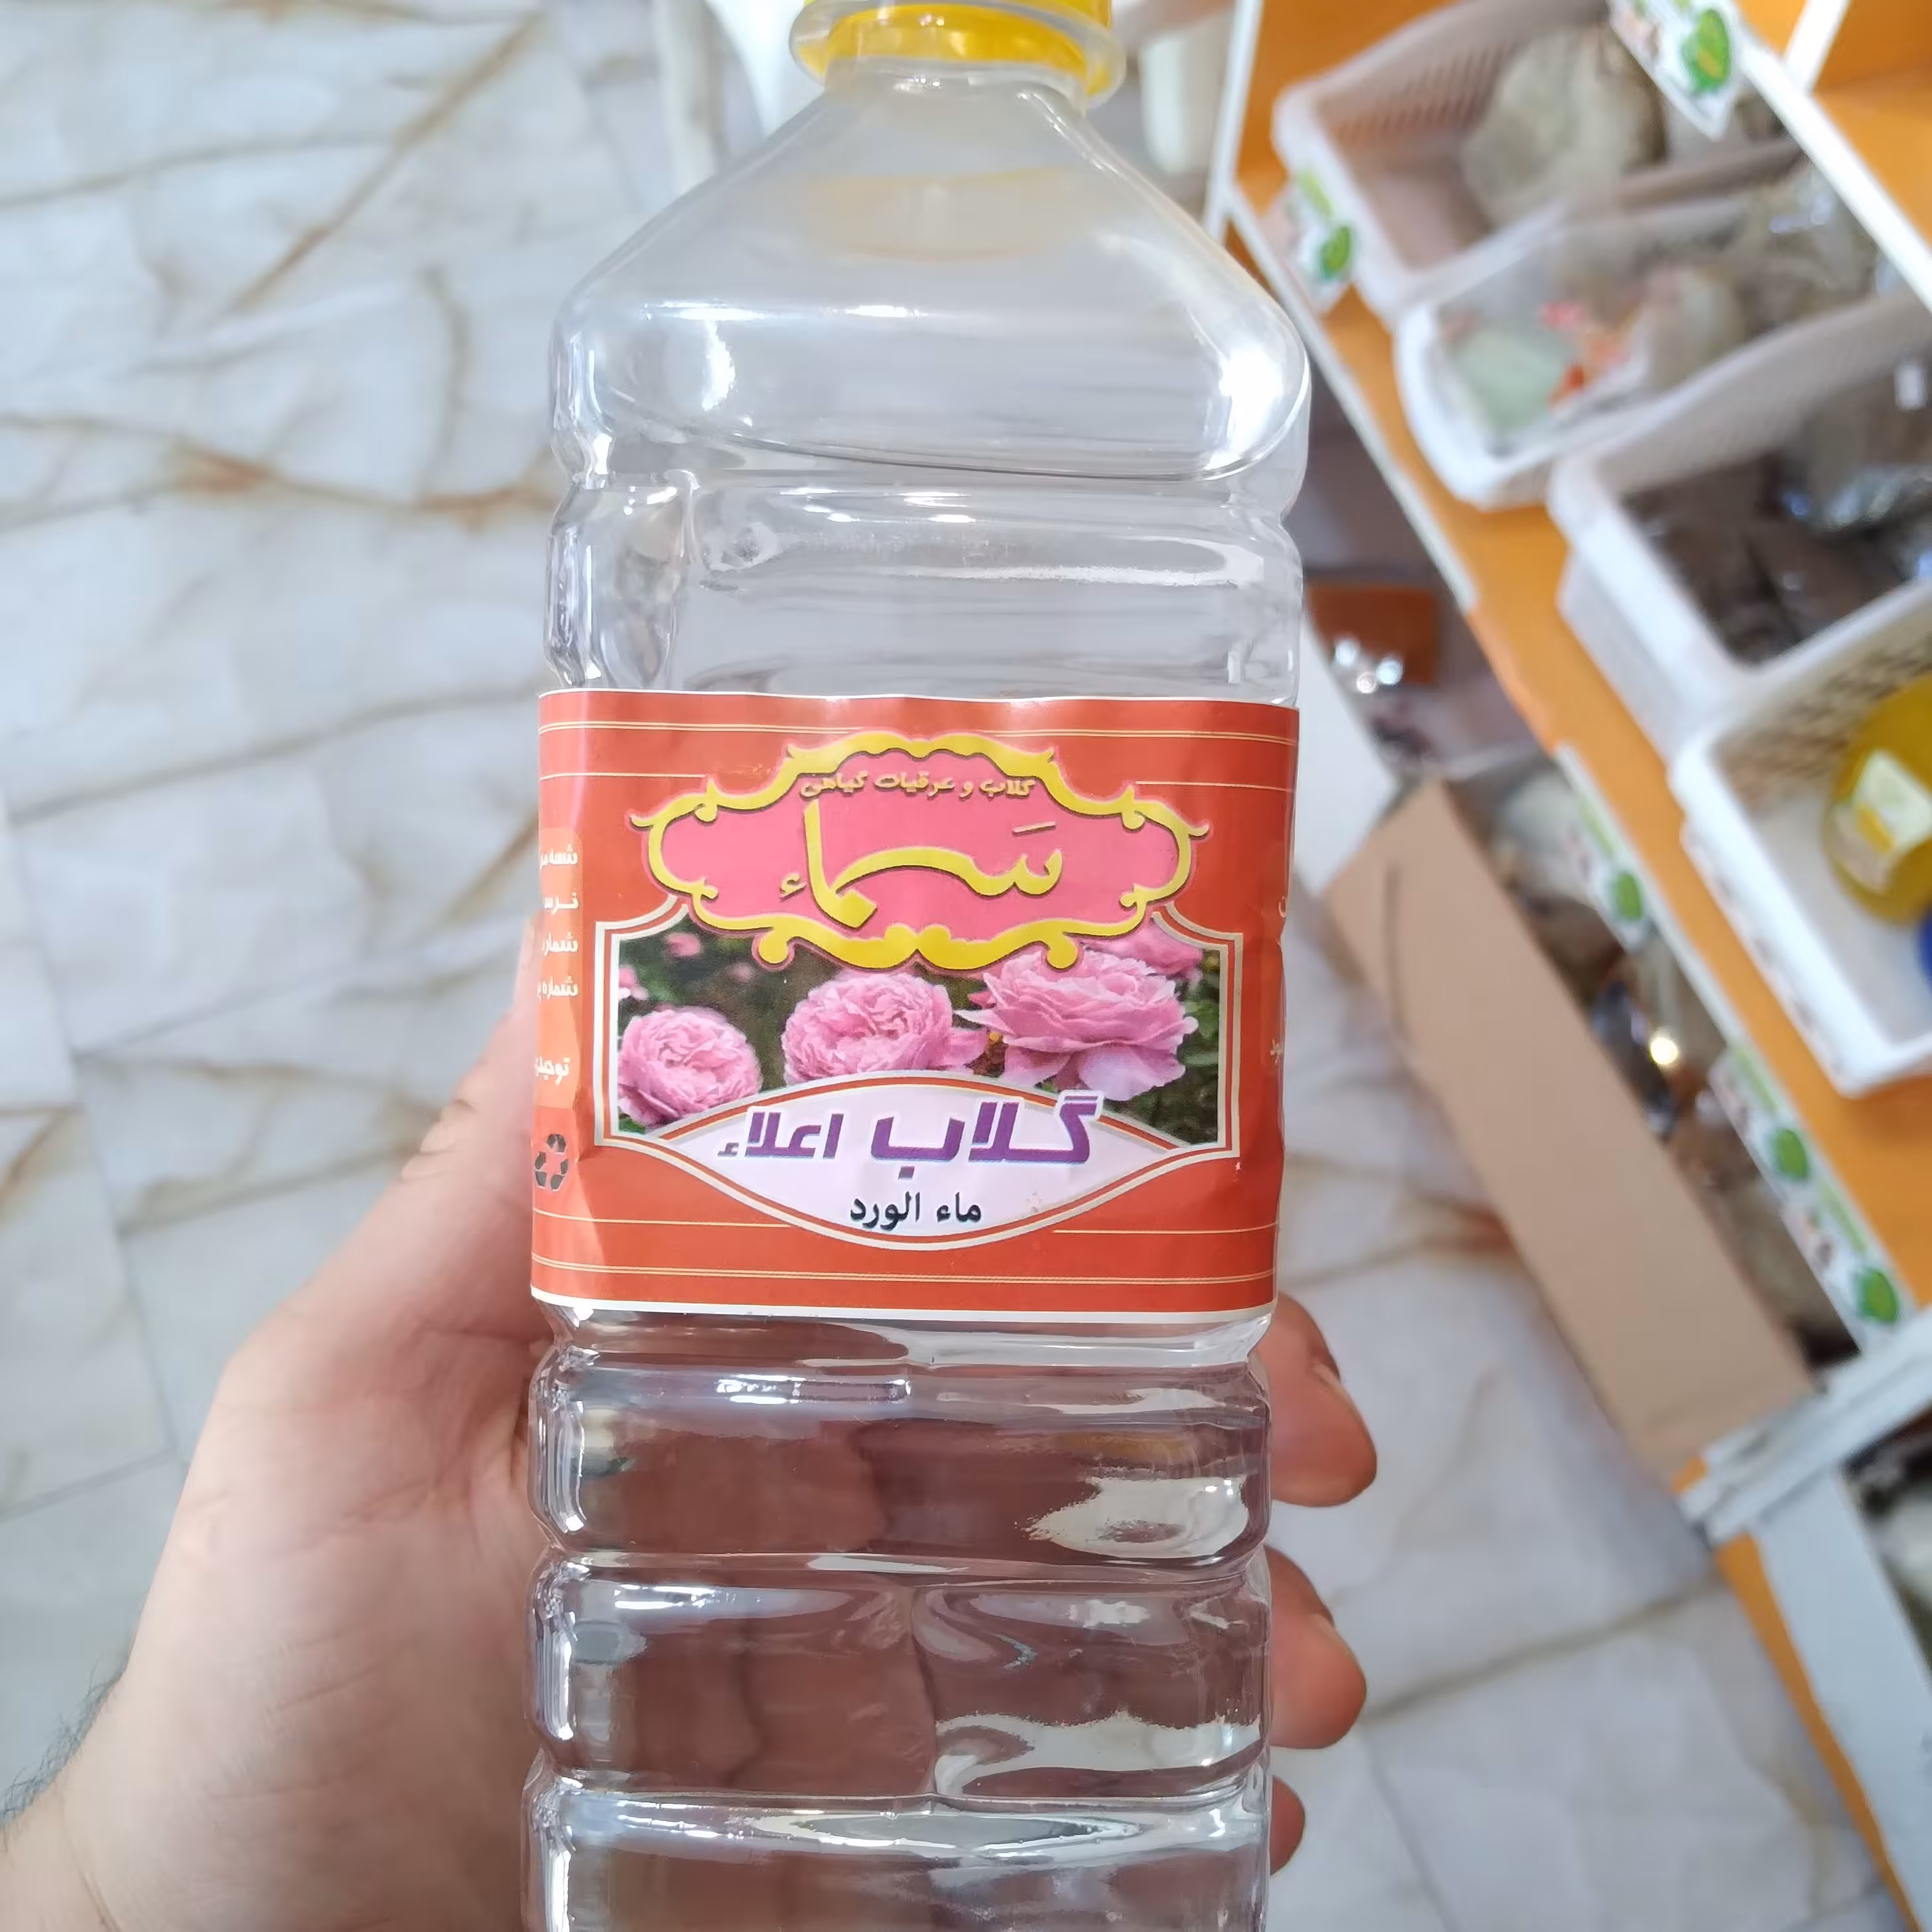 گلاب و عرقیات گیاهی
سَماء
گلاب اعلاء
ماء الورد